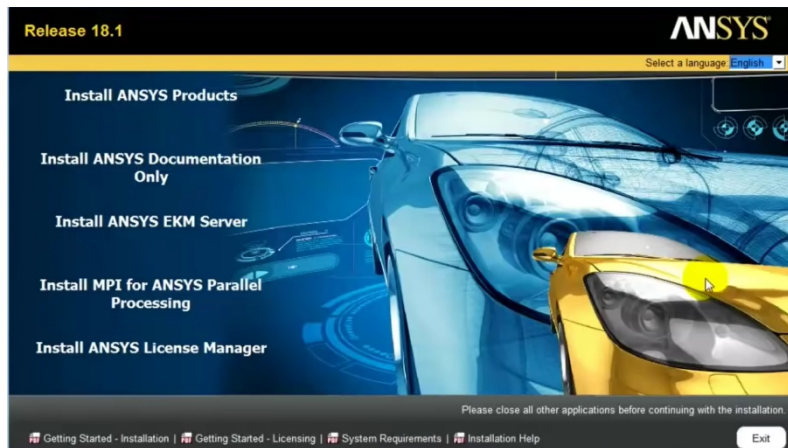 Release 18.1
ANSYS
Select a language: English
Install ANSYS Products
Install ANSYS Documentation
Only
Install ANSYS EKM Server
Install MPI for ANSYS Parallel
Processing
Install ANSYS License Manager
Please close all other applications before continuing with the installation.
Getting Started - Installation | Getting Started - Licensing | System Requirements | Installation Help
Exit